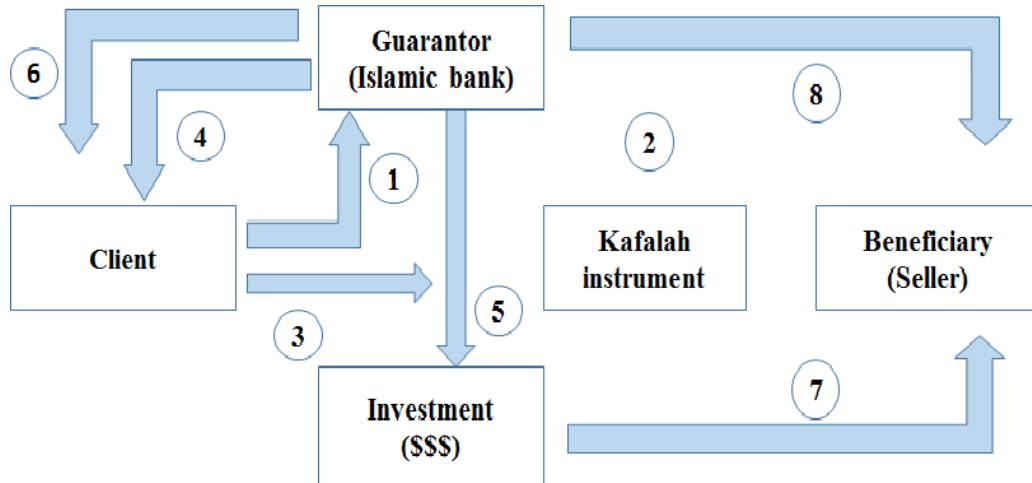 Guarantor
(Islamic bank)
6
4
8
2
1
Client
Kafalah
instrument
Beneficiary
(Seller)
3
5
Investment
($$$)
7